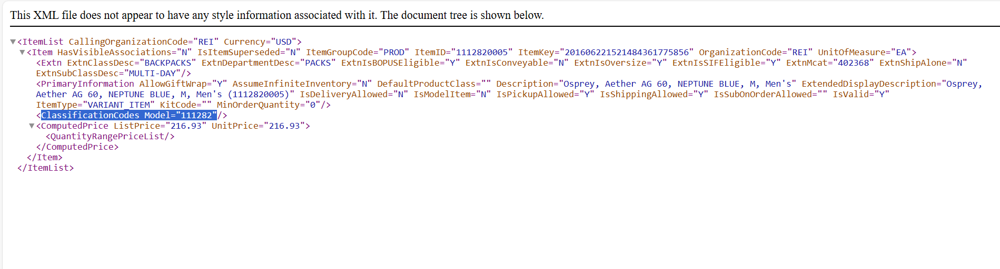 This XML file does not appear to have any style information associated with it. The document tree is shown below.
<ItemList CallingOrganizationCode="REI" Currency="USD">
<Item HasVisibleAssociations="N" IsItemSuperseded="N" ItemGroupCode="PROD" ItemID="1112820005" ItemKey="201606221521484361775856" OrganizationCode="REI" UnitOfMeasure="EA">
<Extn ExtnClassDesc="BACKPACKS" ExtnDepartmentDesc="PACKS" ExtnIsBOPUSEligible="Y" ExtnIsConveyable="N" ExtnIsOversize="Y" ExtnIsSIFEligible="Y" ExtnMcat="402368" ExtnShipAlone="N"
ExtnSubClassDesc="MULTI-DAY"/>
<PrimaryInformation AllowGiftWrap="Y" AssumeInfiniteInventory="N" DefaultProductClass="" Description="Osprey, Aether AG 60, NEPTUNE BLUE, M, Men's" ExtendedDisplayDescription="Osprey,
Aether AG 60, NEPTUNE BLUE, M, Men's (1112820005)" IsDeliveryAllowed="N" IsModelItem="N" IsPickupAllowed="Y" IsShippingAllowed="Y" IsSubOnOrderAllowed="" IsValid="Y"
ItemType="VARIANT_ITEM" KitCode="" MinOrderQuantity="0"/>
<ClassificationCodes Model="111282"/>
<ComputedPrice ListPrice="216.93" UnitPrice="216.93">
<QuantityRangePriceList/>
</ComputedPrice>
</Item>
</ItemList>